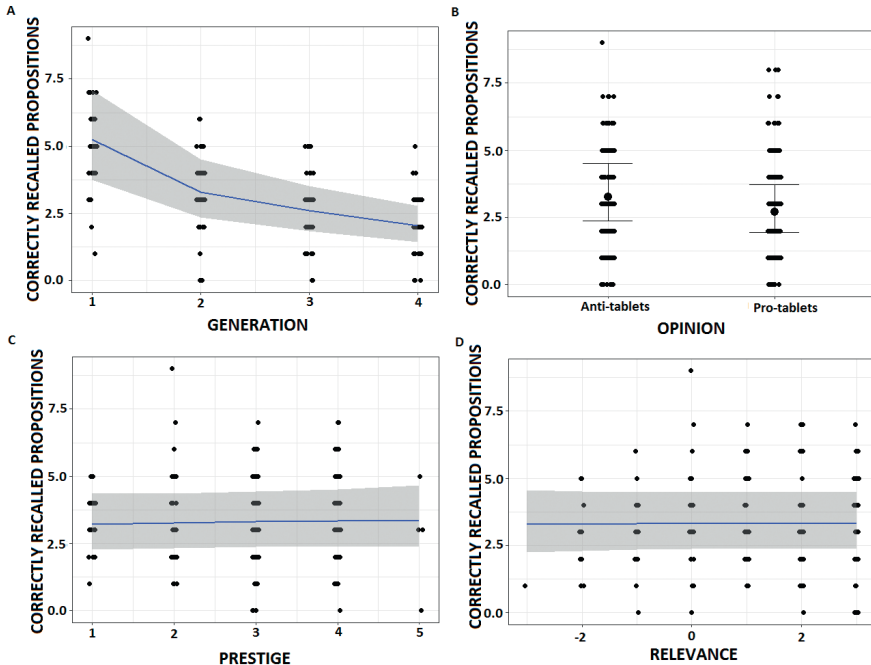 A
CORRECTLY RECALLED PROPOSITIONS
7.5
5.0
2.5
0.0
1 2 3 4
GENERATION
B
CORRECTLY RECALLED PROPOSITIONS
7.5
5.0
2.5
0.0
Anti-tablets Pro-tablets
OPINION
C
CORRECTLY RECALLED PROPOSITIONS
7.5
5.0
2.5
0.0
1 2 3 4 5
PRESTIGE
D
CORRECTLY RECALLED PROPOSITIONS
7.5
5.0
2.5
0.0
-2 0 2
RELEVANCE